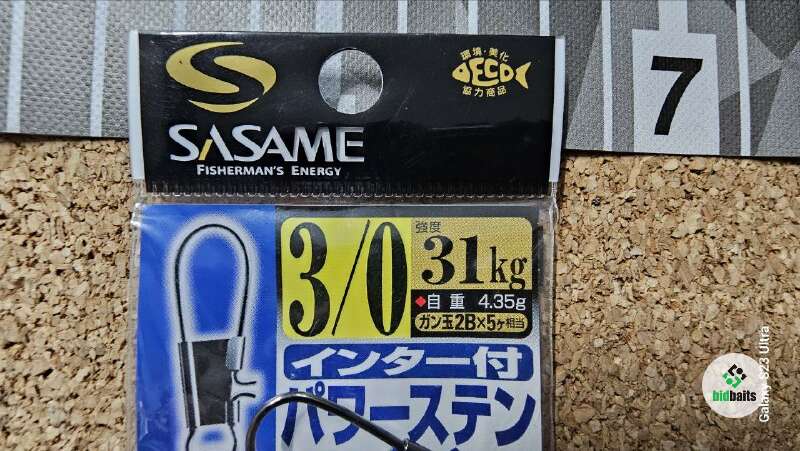 7
環境・美化
ECO
協力商品
SASAME
FISHERMAN'S ENERGY
3/0
強度
31kg
◆自重 4.35g
ガン玉2B×5ヶ相当
インター付
パワーステン
bidbaits
Galaxy S23 Ultra